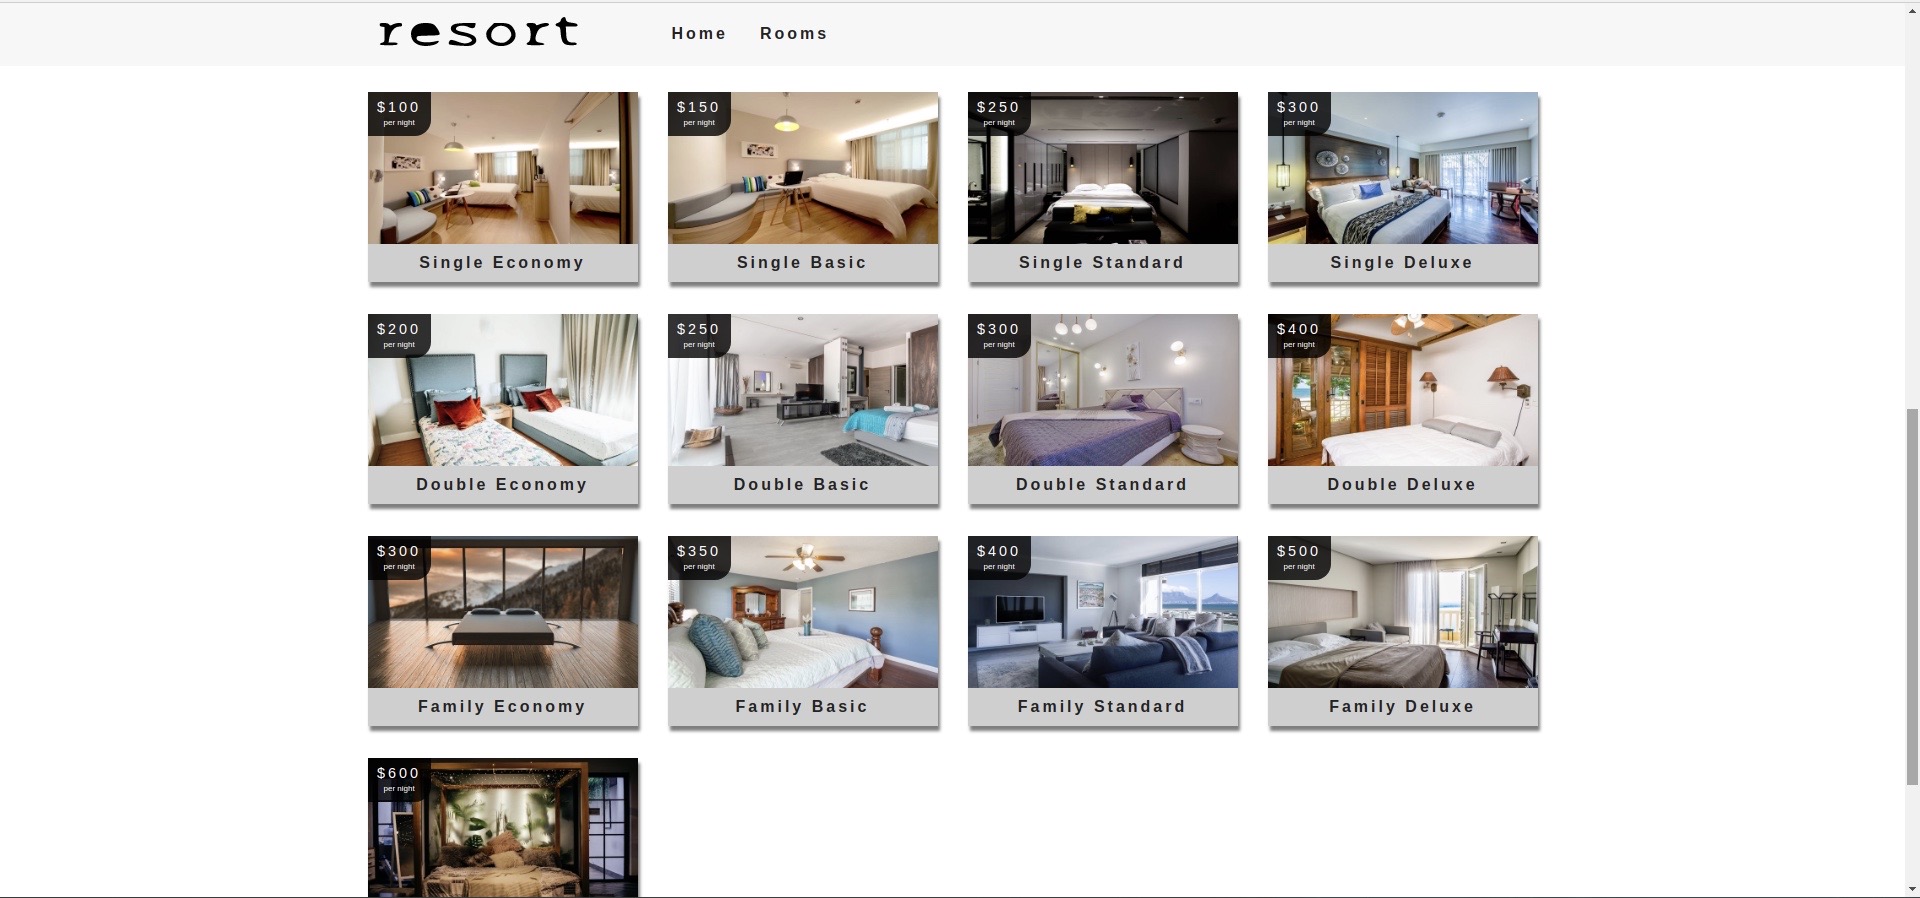 resort
Home
Rooms
$100
per night
$150
per night
$250
per night
$300
per night
Single Economy
Single Basic
Single Standard
Single Deluxe
$200
per night
$250
per night
$300
per night
$400
per night
Double Economy
Double Basic
Double Standard
Double Deluxe
$300
per night
$350
per night
$400
per night
$500
per night
Family Economy
Family Basic
Family Standard
Family Deluxe
$600
per night